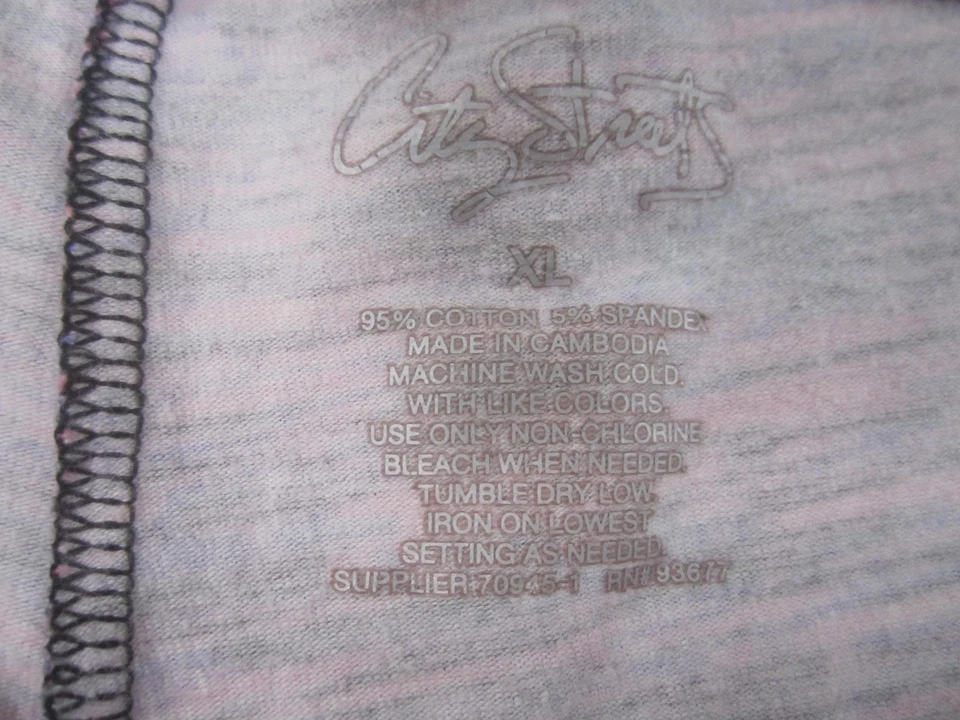 City Streets
XL
95% COTTON 5% SPANDEX
MADE IN CAMBODIA
MACHINE WASH COLD.
WITH LIKE COLORS.
USE ONLY NON-CHLORINE
BLEACH WHEN NEEDED.
TUMBLE DRY LOW.
IRON ON LOWEST
SETTING AS NEEDED.
SUPPLIER:70945-1 RN# 93677